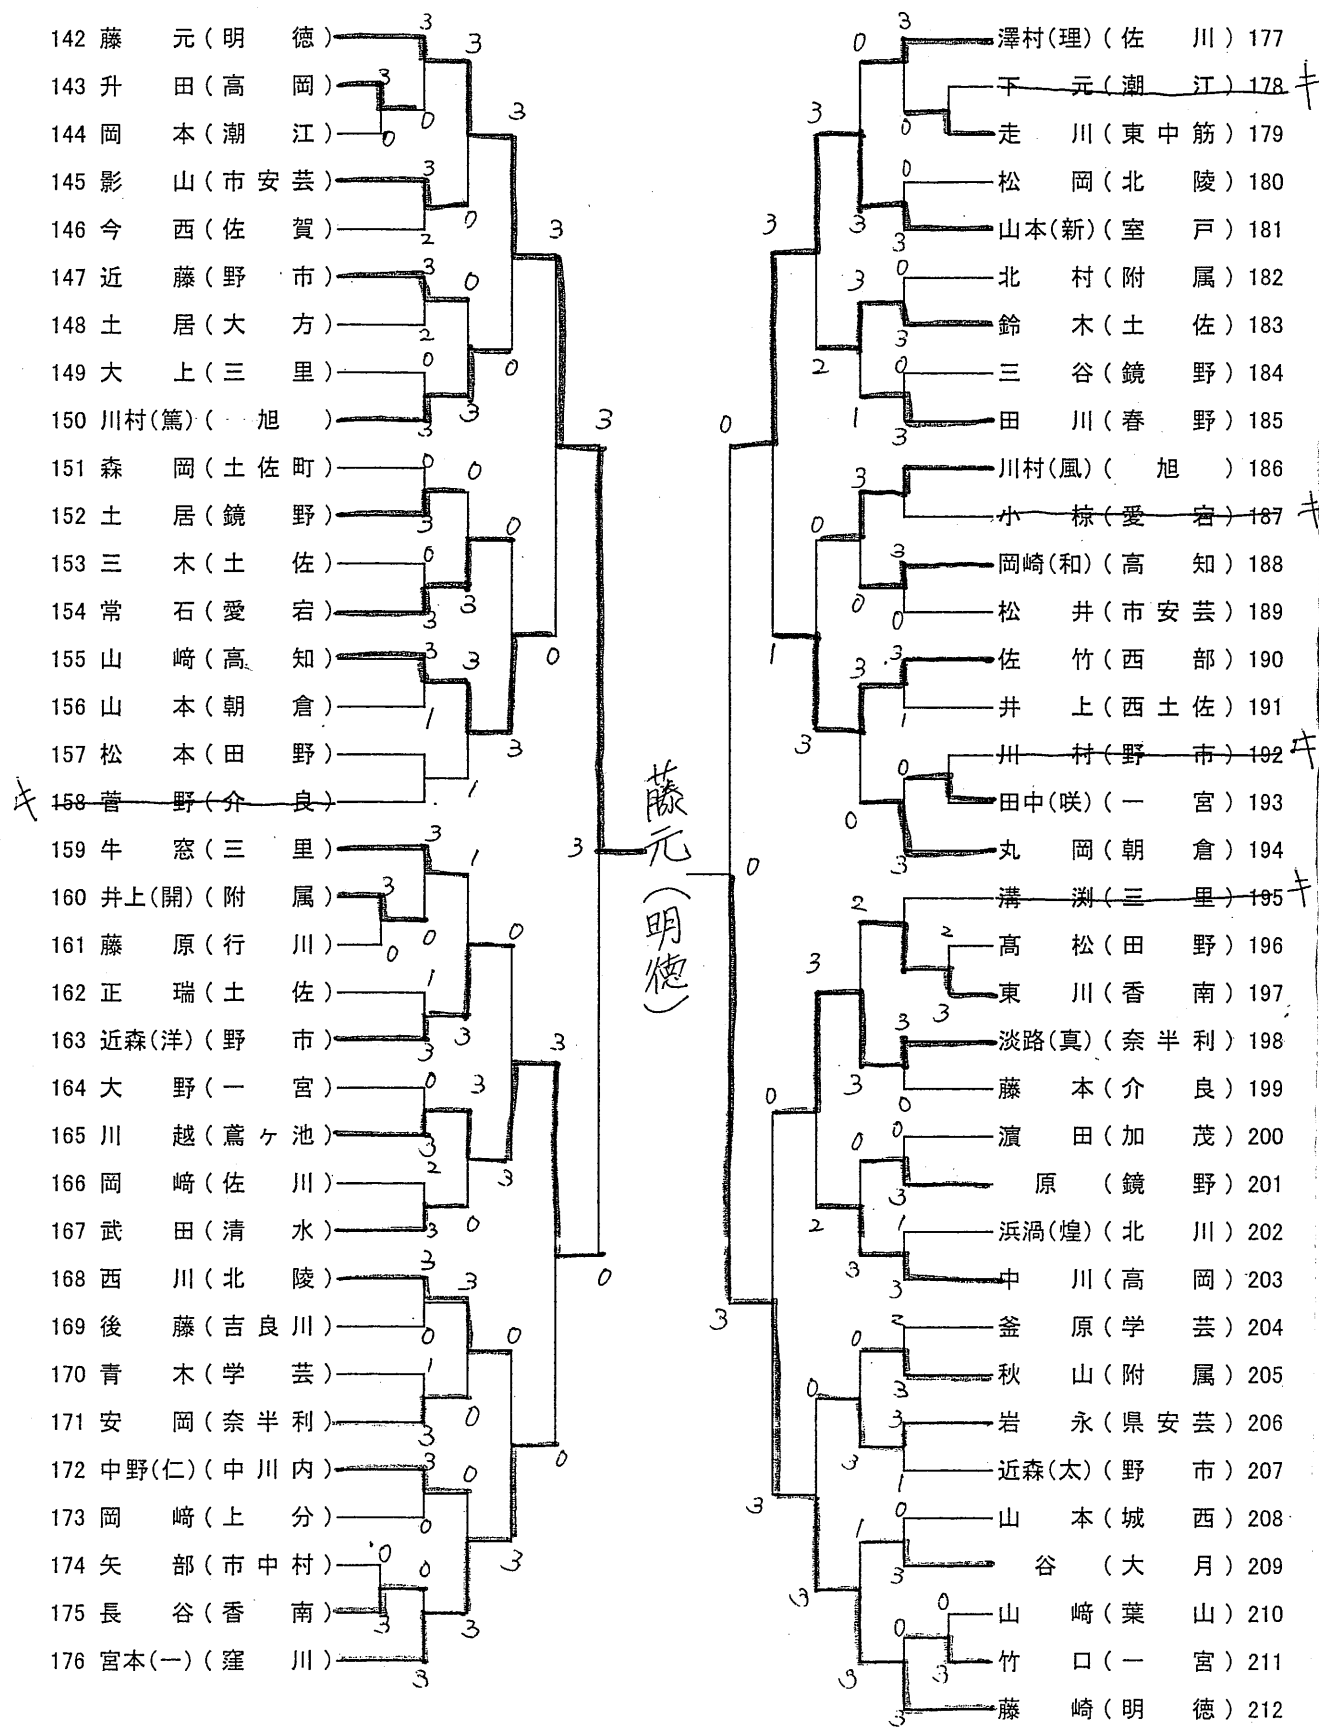 142 藤 元 ( 明 徳 )
143 升 田 ( 高 岡 )
144 岡 本 ( 潮 江 )
145 影 山 ( 市 安 芸 )
146 今 西 ( 佐 賀 )
147 近 藤 ( 野 市 )
148 土 居 ( 大 方 )
149 大 上 ( 三 里 )
150 川村(篤) ( 旭 )
151 森 岡 ( 土 佐 町 )
152 土 居 ( 鏡 野 )
153 三 木 ( 土 佐 )
154 常 石 ( 愛 宕 )
155 山 﨑 ( 高 知 )
156 山 本 ( 朝 倉 )
157 松 本 ( 田 野 )
キ 158 菅 野 ( 介 良 )
159 牛 窓 ( 三 里 )
160 井上(開) ( 附 属 )
161 藤 原 ( 行 川 )
162 正 瑞 ( 土 佐 )
163 近森(洋) ( 野 市 )
164 大 野 ( 一 宮 )
165 川 越 ( 鳶 ヶ 池 )
166 岡 﨑 ( 佐 川 )
167 武 田 ( 清 水 )
168 西 川 ( 北 陵 )
169 後 藤 ( 吉 良 川 )
170 青 木 ( 学 芸 )
171 安 岡 ( 奈 半 利 )
172 中野(仁) ( 中 川 内 )
173 岡 﨑 ( 上 分 )
174 矢 部 ( 市 中 村 )
175 長 谷 ( 香 南 )
176 宮本(一) ( 窪 川 )
藤元(明徳)
澤村(理) ( 佐 川 ) 177
下 元 ( 潮 江 ) 178 キ
走 川 ( 東 中 筋 ) 179
松 岡 ( 北 陵 ) 180
山本(新) ( 室 戸 ) 181
北 村 ( 附 属 ) 182
鈴 木 ( 土 佐 ) 183
三 谷 ( 鏡 野 ) 184
田 川 ( 春 野 ) 185
川村(風) ( 旭 ) 186
小 椋 ( 愛 宕 ) 187 キ
岡崎(和) ( 高 知 ) 188
松 井 ( 市 安 芸 ) 189
佐 竹 ( 西 部 ) 190
井 上 ( 西 土 佐 ) 191
川 村 ( 野 市 ) 192 キ
田中(咲) ( 一 宮 ) 193
丸 岡 ( 朝 倉 ) 194
溝 渕 ( 三 里 ) 195 キ
髙 松 ( 田 野 ) 196
東 川 ( 香 南 ) 197
淡路(真) ( 奈 半 利 ) 198
藤 本 ( 介 良 ) 199
濵 田 ( 加 茂 ) 200
原 ( 鏡 野 ) 201
浜渦(煌) ( 北 川 ) 202
中 川 ( 高 岡 ) 203
釜 原 ( 学 芸 ) 204
秋 山 ( 附 属 ) 205
岩 永 ( 県 安 芸 ) 206
近森(太) ( 野 市 ) 207
山 本 ( 城 西 ) 208
谷 ( 大 月 ) 209
山 﨑 ( 葉 山 ) 210
竹 口 ( 一 宮 ) 211
藤 崎 ( 明 徳 ) 212